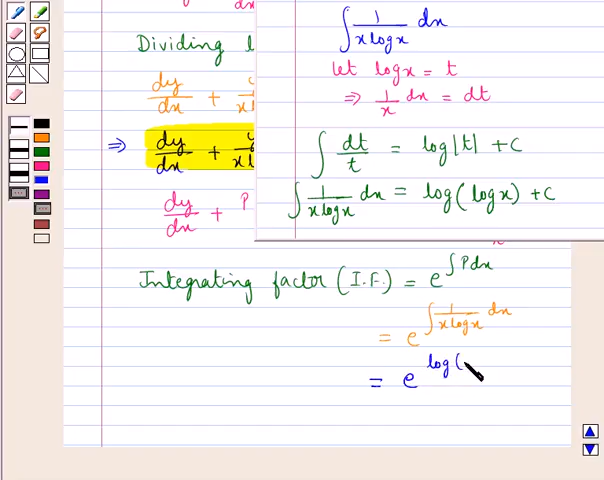 ∫ 1/(x log x) dx
let log x = t
⇒ 1/x dx = dt
∫ dt/t = log|t| + c
∫ 1/(x log x) dx = log(log x) + c
dx
Dividing
dy/dx +
⇒ dy/dx +
dy/dx + P
Integrating factor (I.F.) = e^∫Pdx
= e^∫ 1/(x log x) dx
= e^log(